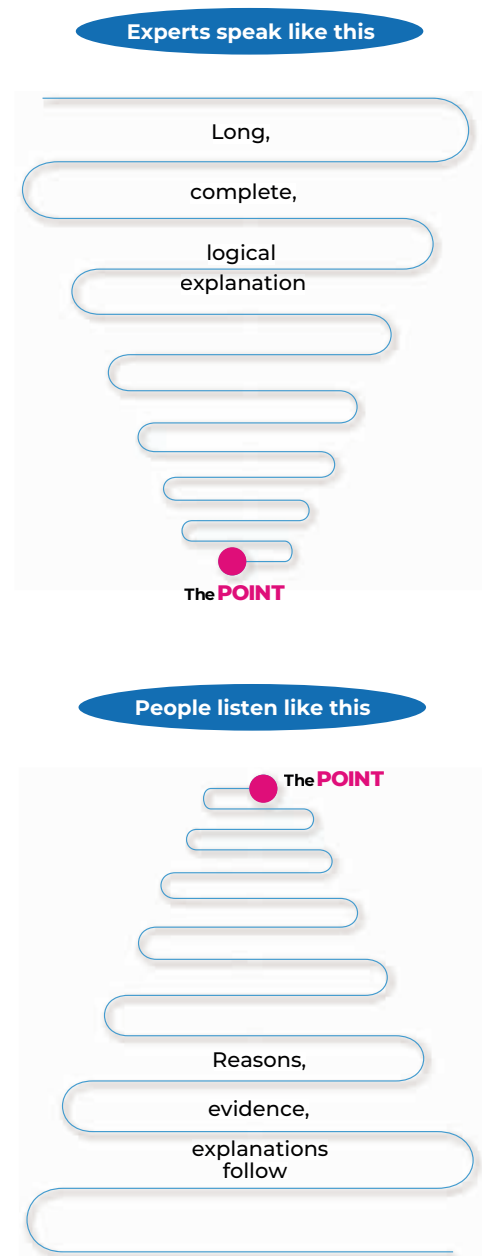 Experts speak like this
Long,
complete,
logical
explanation
The POINT
People listen like this
The POINT
Reasons,
evidence,
explanations
follow